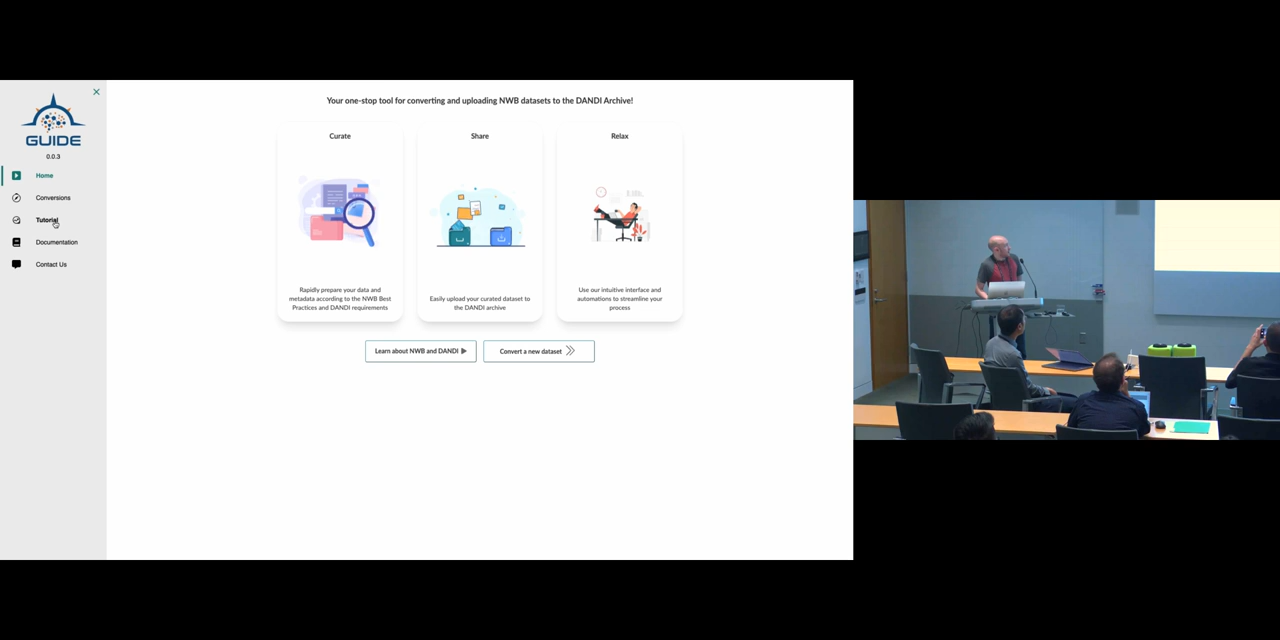 GUIDE
0.0.3
Home
Conversions
Tutorial
Documentation
Contact Us
Your one-stop tool for converting and uploading NWB datasets to the DANDI Archive!
Curate
Rapidly prepare your data and
metadata according to the NWB Best
Practices and DANDI requirements
Share
Easily upload your curated dataset to
the DANDI archive
Relax
Use our intuitive interface and
automations to streamline your
process
Learn about NWB and DANDI
Convert a new dataset